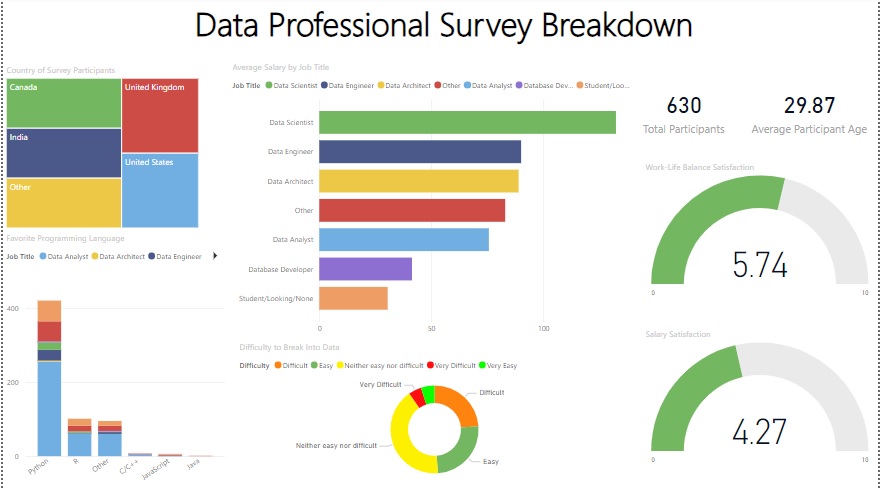 Data Professional Survey Breakdown
Country of Survey Participants
Canada
United Kingdom
India
Other
United States
Favorite Programming Language
Job Title Data Analyst Data Architect Data Engineer
400
200
0
Python R Other C/C++ JavaScript Java
Average Salary by Job Title
Job Title Data Scientist Data Engineer Data Architect Other Data Analyst Database Dev... Student/Loo...
Data Scientist
Data Engineer
Data Architect
Other
Data Analyst
Database Developer
Student/Looking/None
0 50 100
Difficulty to Break Into Data
Difficulty Difficult Easy Neither easy nor difficult Very Difficult Very Easy
Very Difficult
Difficult
Neither easy nor difficult
Easy
630
Total Participants
29.87
Average Participant Age
Work-Life Balance Satisfaction
5.74
0 10
Salary Satisfaction
4.27
0 10